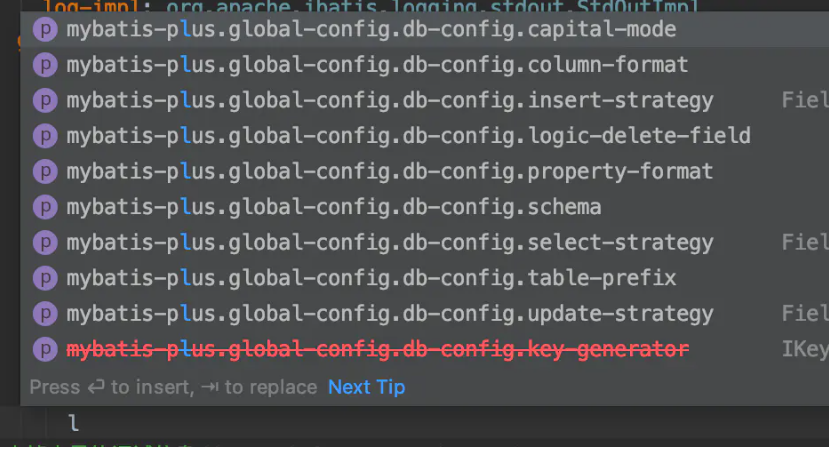 log-impl: org.apache.ibatis.logging.stdout.StdOutImpl
p mybatis-plus.global-config.db-config.capital-mode
p mybatis-plus.global-config.db-config.column-format
p mybatis-plus.global-config.db-config.insert-strategy Fiel
p mybatis-plus.global-config.db-config.logic-delete-field
p mybatis-plus.global-config.db-config.property-format
p mybatis-plus.global-config.db-config.schema
p mybatis-plus.global-config.db-config.select-strategy Fiel
p mybatis-plus.global-config.db-config.table-prefix
p mybatis-plus.global-config.db-config.update-strategy Fiel
p mybatis-plus.global-config.db-config.key-generator IKey
Press ↩ to insert, ⇥ to replace Next Tip
l